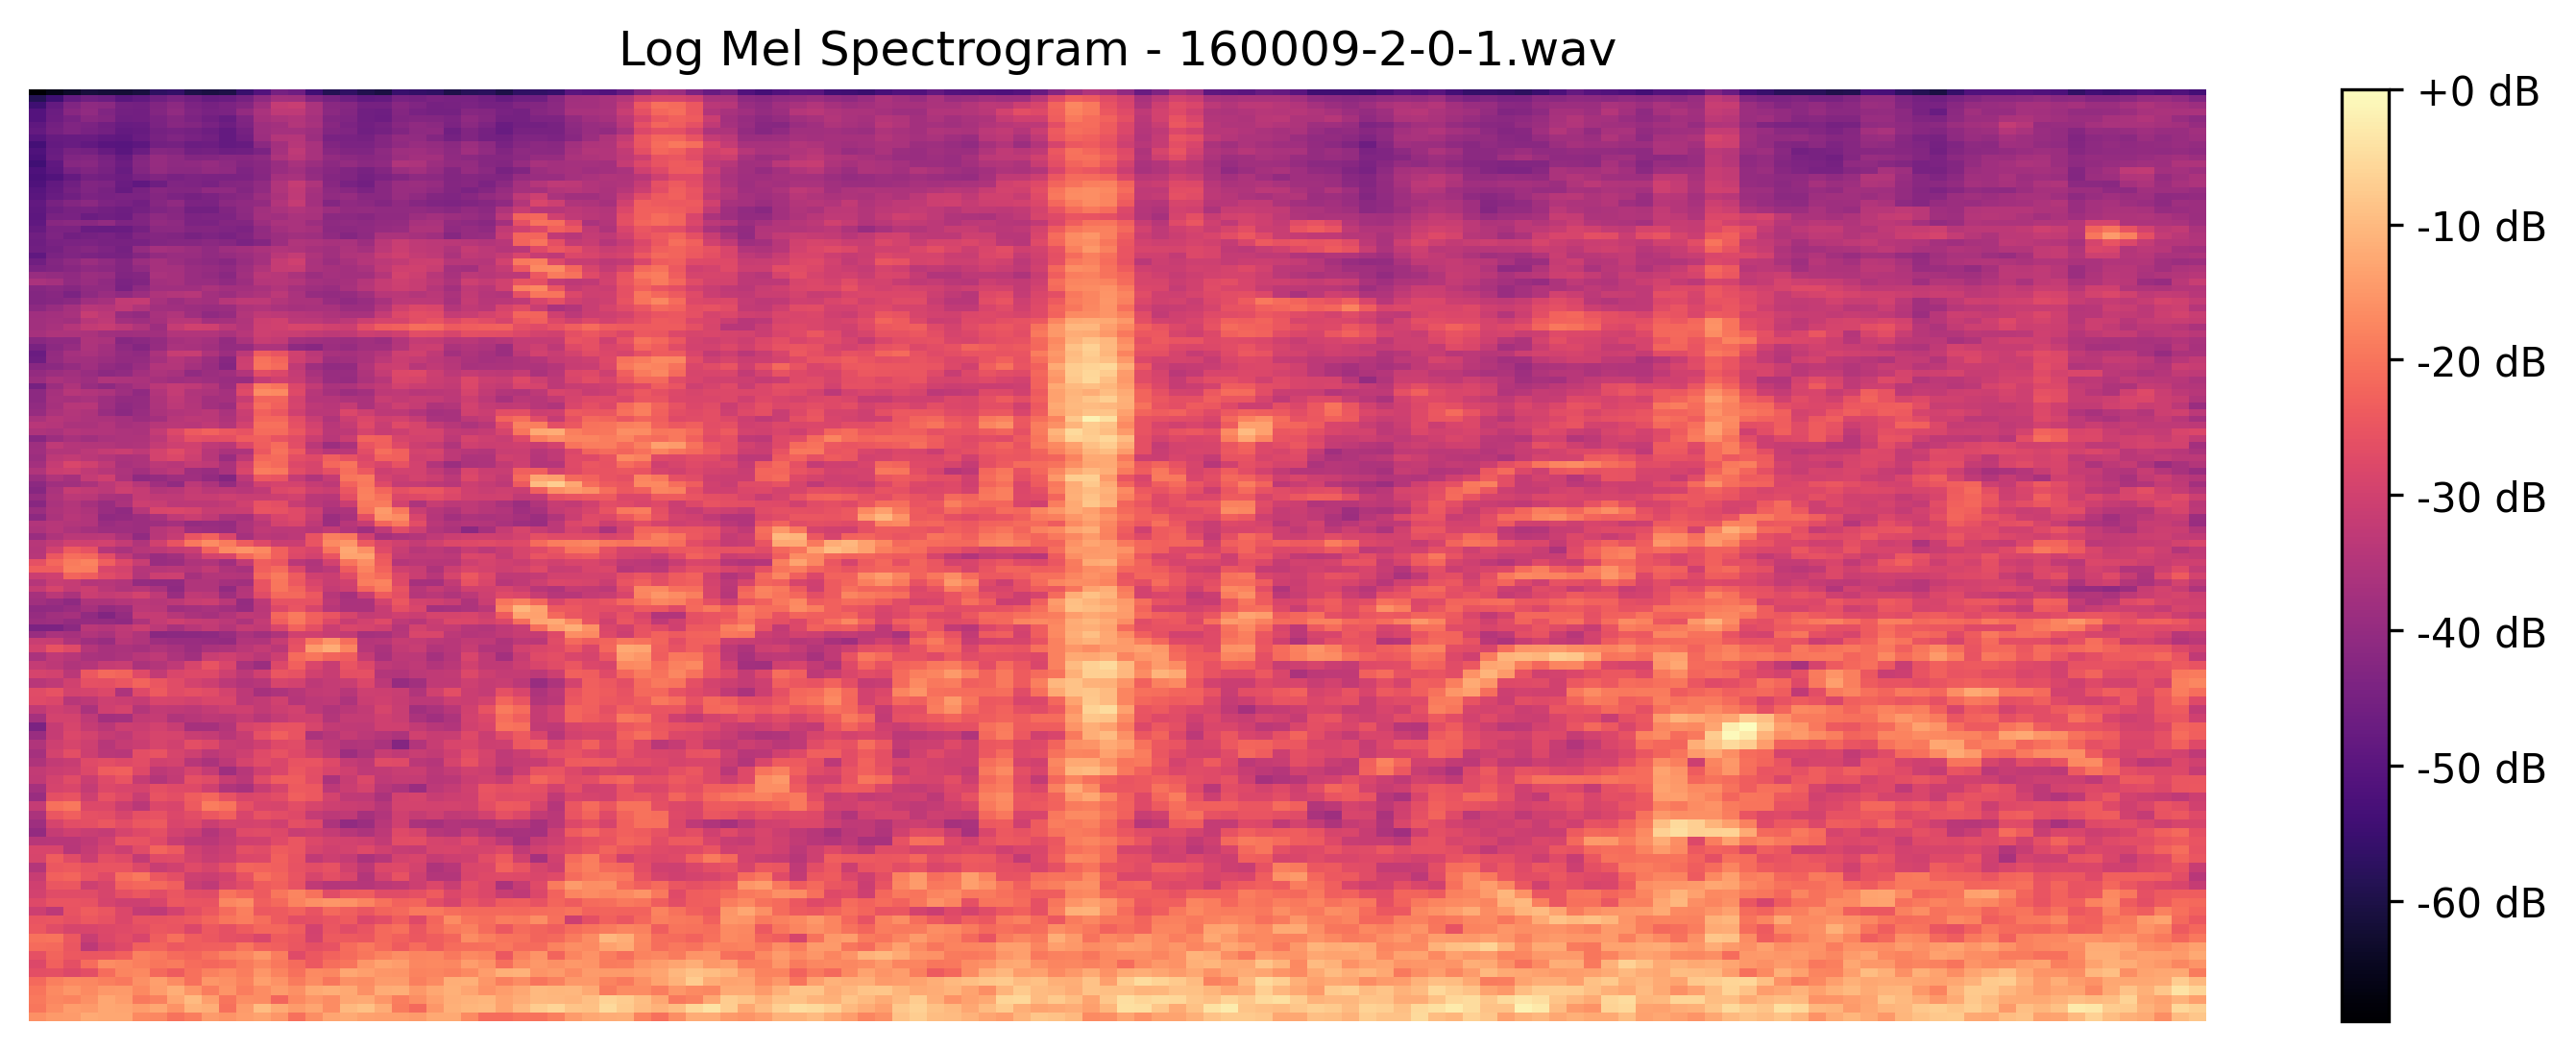 Log Mel Spectrogram - 160009-2-0-1.wav
+0 dB
-10 dB
-20 dB
-30 dB
-40 dB
-50 dB
-60 dB